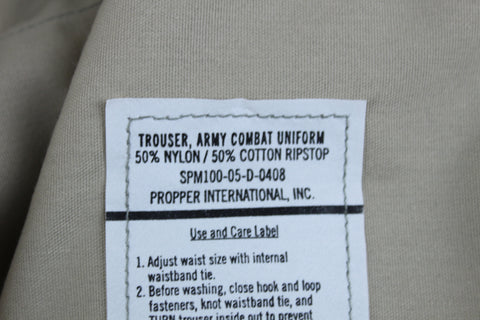 TROUSER, ARMY COMBAT UNIFORM
50% NYLON / 50% COTTON RIPSTOP
SPM100-05-D-0408
PROPPER INTERNATIONAL, INC.
Use and Care Label
1. Adjust waist size with internal
waistband tie.
2. Before washing, close hook and loop
fasteners, knot waistband tie, and
TURN trouser inside out to prevent